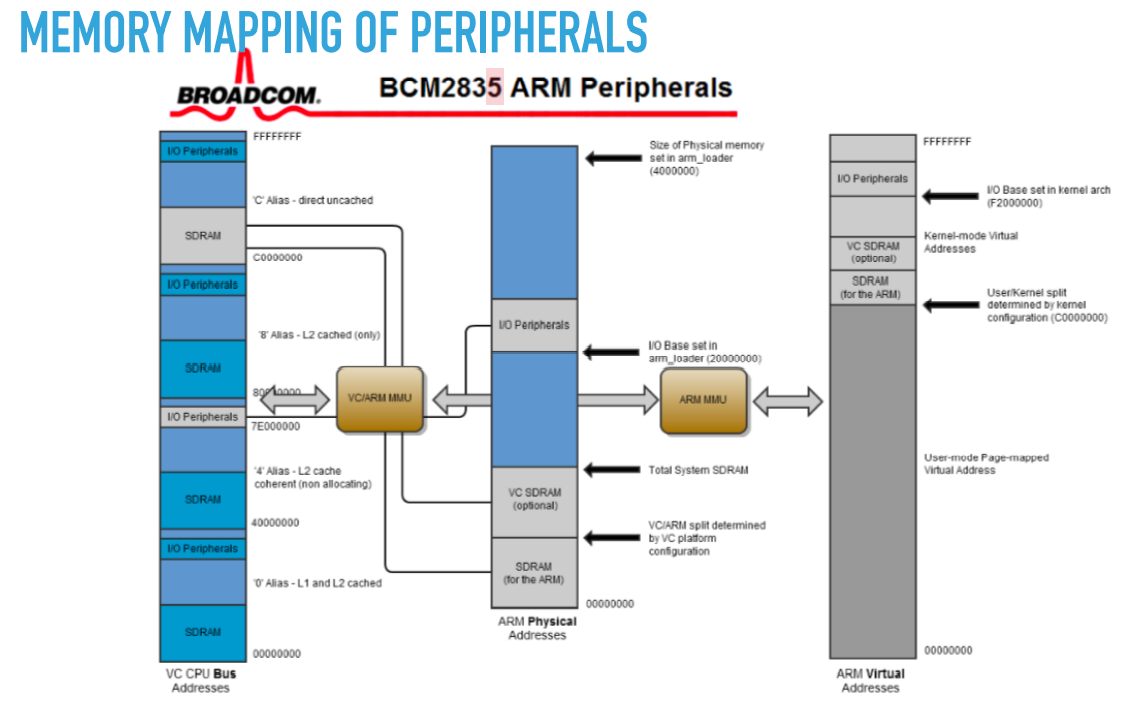 MEMORY MAPPING OF PERIPHERALS
BROADCOM.
BCM2835 ARM Peripherals
FFFFFFFF
I/O Peripherals
'C' Alias - direct uncached
SDRAM
C0000000
I/O Peripherals
'8' Alias - L2 cached (only)
SDRAM
80000000
I/O Peripherals
7E000000
'4' Alias - L2 cache
coherent (non allocating)
SDRAM
40000000
I/O Peripherals
'0' Alias - L1 and L2 cached
SDRAM
00000000
VC CPU Bus
Addresses
VC/ARM MMU
Size of Physical memory
set in arm_loader
(4000000)
I/O Peripherals
I/O Base set in
arm_loader (20000000)
Total System SDRAM
VC SDRAM
(optional)
VC/ARM split determined
by VC platform
configuration
SDRAM
(for the ARM)
00000000
ARM Physical
Addresses
ARM MMU
FFFFFFFF
I/O Peripherals
I/O Base set in kernel arch
(F2000000)
Kernel-mode Virtual
Addresses
VC SDRAM
(optional)
SDRAM
(for the ARM)
User/Kernel split
determined by kernel
configuration (C0000000)
User-mode Page-mapped
Virtual Address
00000000
ARM Virtual
Addresses